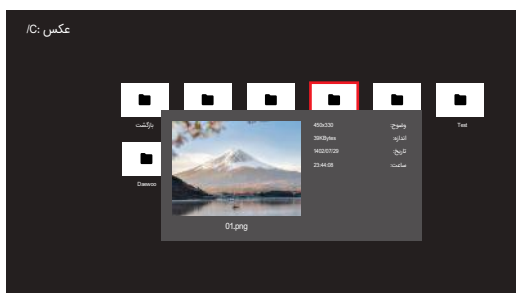 عکس :C/
بازگشت
Test
Daewoo
وضوح: 450x330
اندازه: 39KBytes
تاریخ: 1402/07/29
ساعت: 23:44:08
01.png